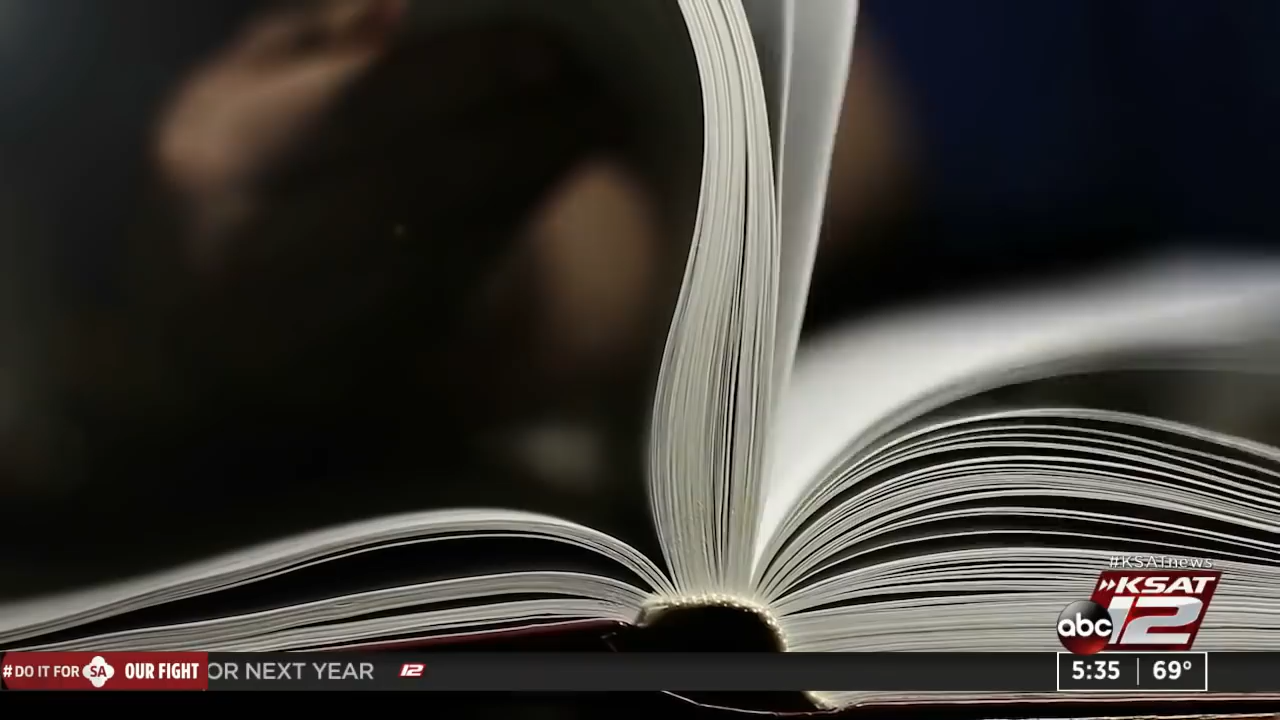 #KSATnews
KSAT
abc 12
#DO IT FOR SA OUR FIGHT OR NEXT YEAR 12
5:35 69°